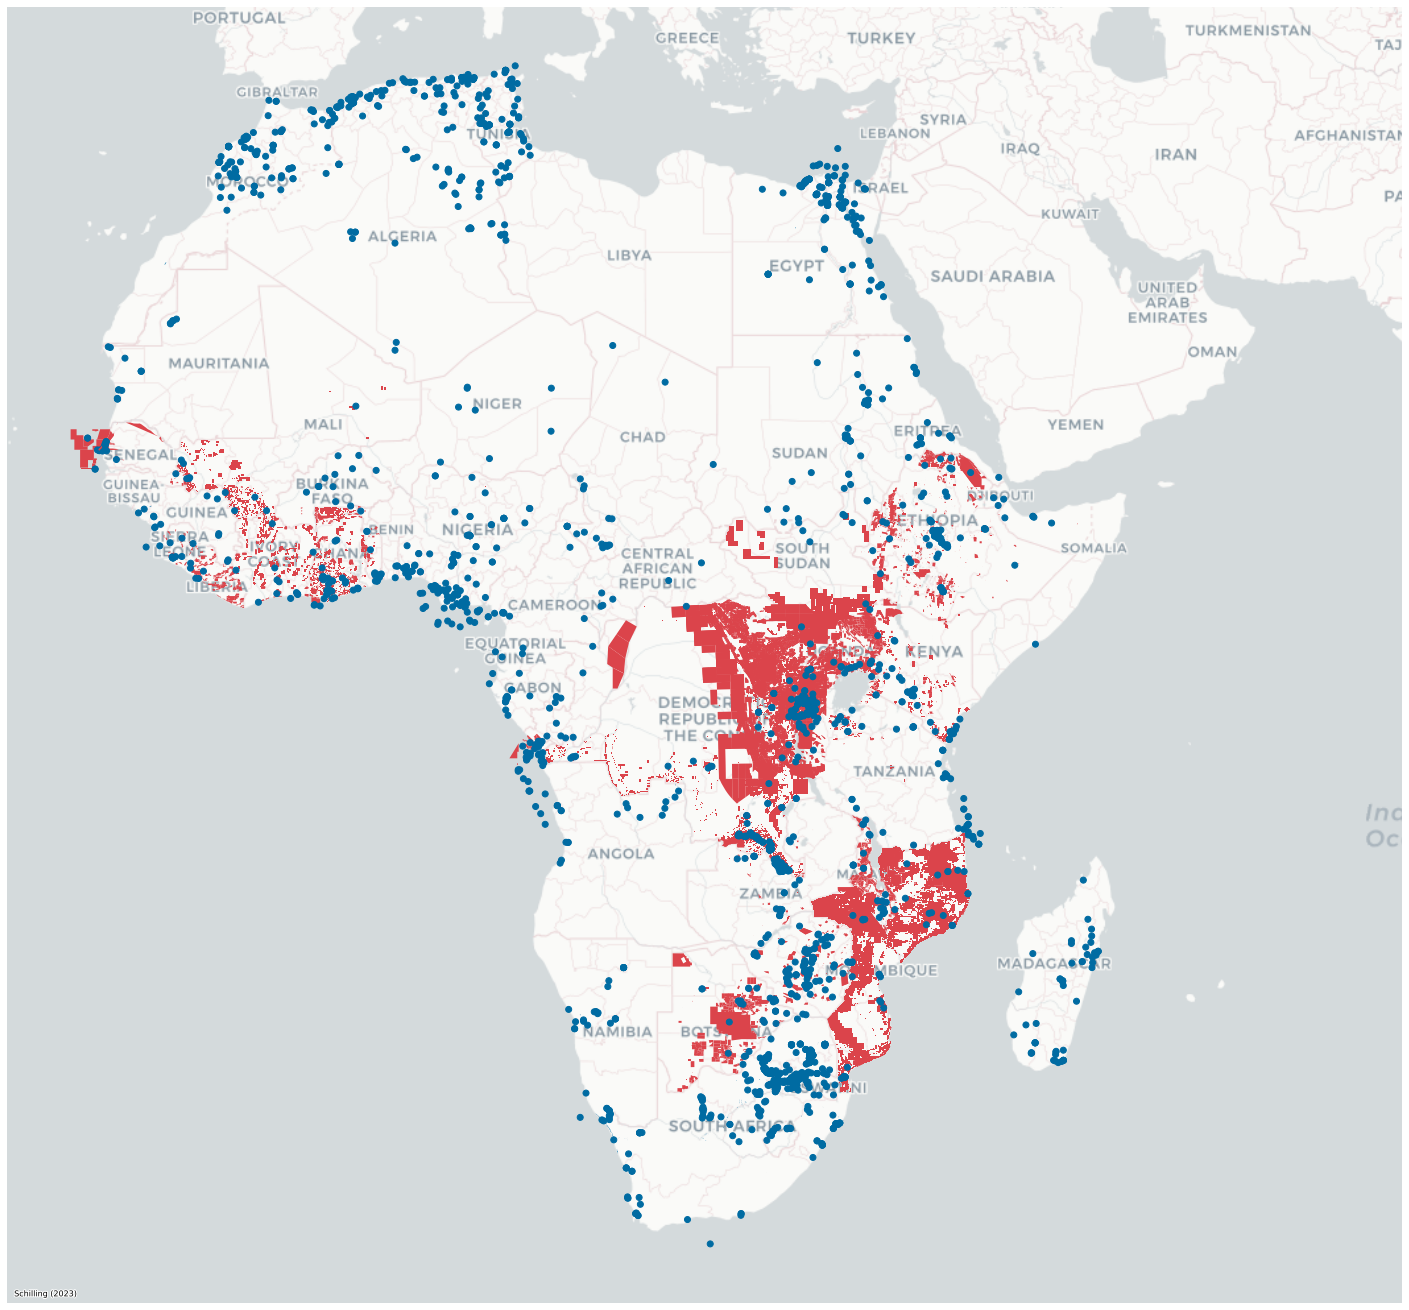 PORTUGAL
GREECE
TURKEY
TURKMENISTAN
TAJ
GIBRALTAR
SYRIA
LEBANON
AFGHANISTAN
TUNISIA
IRAQ
IRAN
MOROCCO
ISRAEL
PA
KUWAIT
ALGERIA
LIBYA
EGYPT
SAUDI ARABIA
UNITED
ARAB
EMIRATES
OMAN
MAURITANIA
NIGER
MALI
CHAD
ERITREA
YEMEN
SENEGAL
SUDAN
GUINEA-
BISSAU
BURKINA
FASO
DJIBOUTI
GUINEA
BENIN
NIGERIA
ETHIOPIA
SIERRA
LEONE
IVORY
COAST
GHANA
CENTRAL
AFRICAN
REPUBLIC
SOUTH
SUDAN
SOMALIA
LIBERIA
CAMEROON
EQUATORIAL
GUINEA
UGANDA
KENYA
GABON
DEMOCRATIC
REPUBLIC OF
THE CONGO
TANZANIA
Ind
Oc
ANGOLA
MALAWI
ZAMBIA
MADAGASCAR
MOZAMBIQUE
NAMIBIA
BOTSWANA
ESWATINI
SOUTH AFRICA
Schilling (2023)